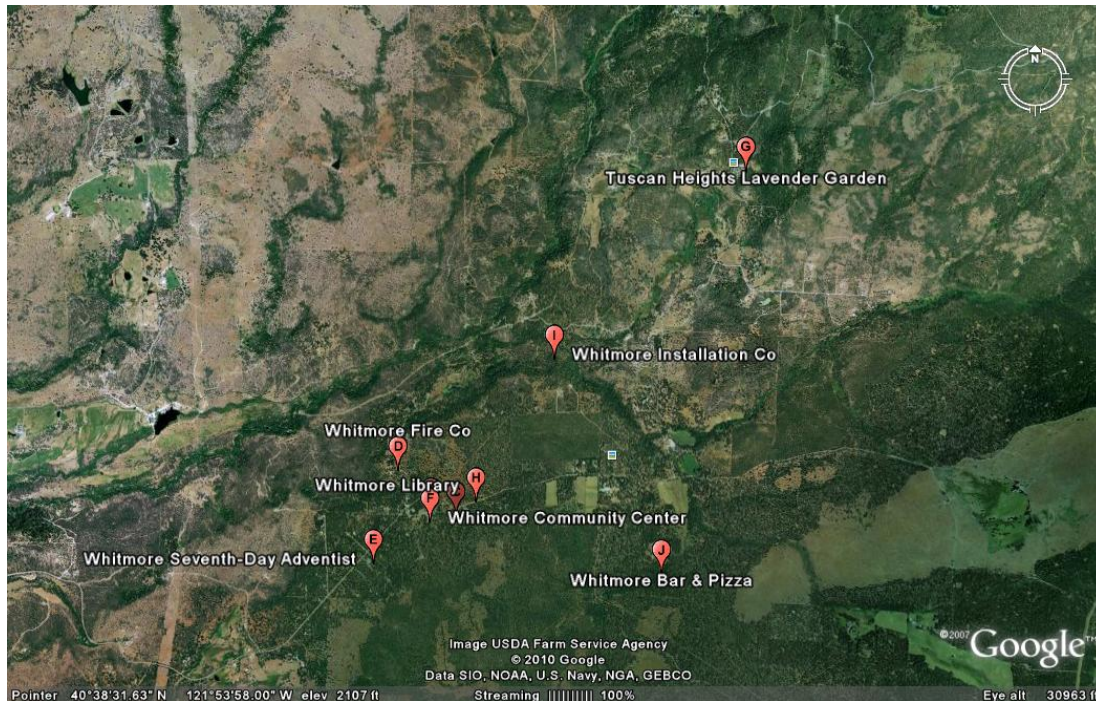 N
G
Tuscan Heights Lavender Garden
I
Whitmore Installation Co
Whitmore Fire Co
D
Whitmore Library
H
F
Whitmore Community Center
E
Whitmore Seventh-Day Adventist
J
Whitmore Bar & Pizza
©2007 Google™
Image USDA Farm Service Agency
© 2010 Google
Data SIO, NOAA, U.S. Navy, NGA, GEBCO
Pointer 40°38'31.63" N 121°53'58.00" W elev 2107 ft Streaming |||||||||| 100% Eye alt 30963 ft